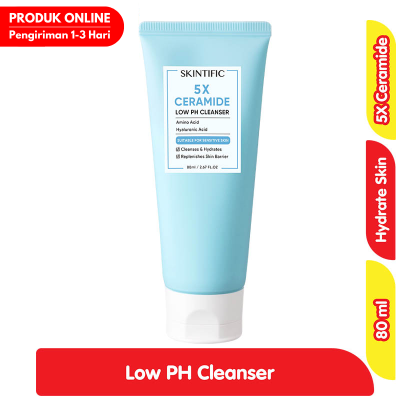 PRODUK ONLINE
Pengiriman 1-3 Hari
SKINTIFIC
5X
CERAMIDE
LOW PH CLEANSER
Amino Acid
Hyaluronic Acid
SUITABLE FOR SENSITIVE SKIN
Cleanses & Hydrates
Replenishes Skin Barrier
80ml / 2.67 FL.OZ
5X Ceramide
Hydrate Skin
80 ml
Low PH Cleanser